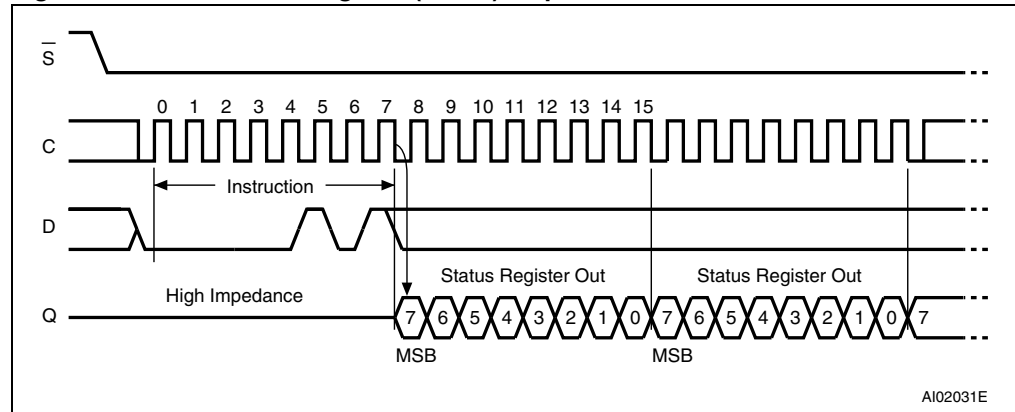 S
0 1 2 3 4 5 6 7 8 9 10 11 12 13 14 15
C
Instruction
D
Status Register Out Status Register Out
High Impedance
Q 7 6 5 4 3 2 1 0 7 6 5 4 3 2 1 0 7
MSB MSB
AI02031E